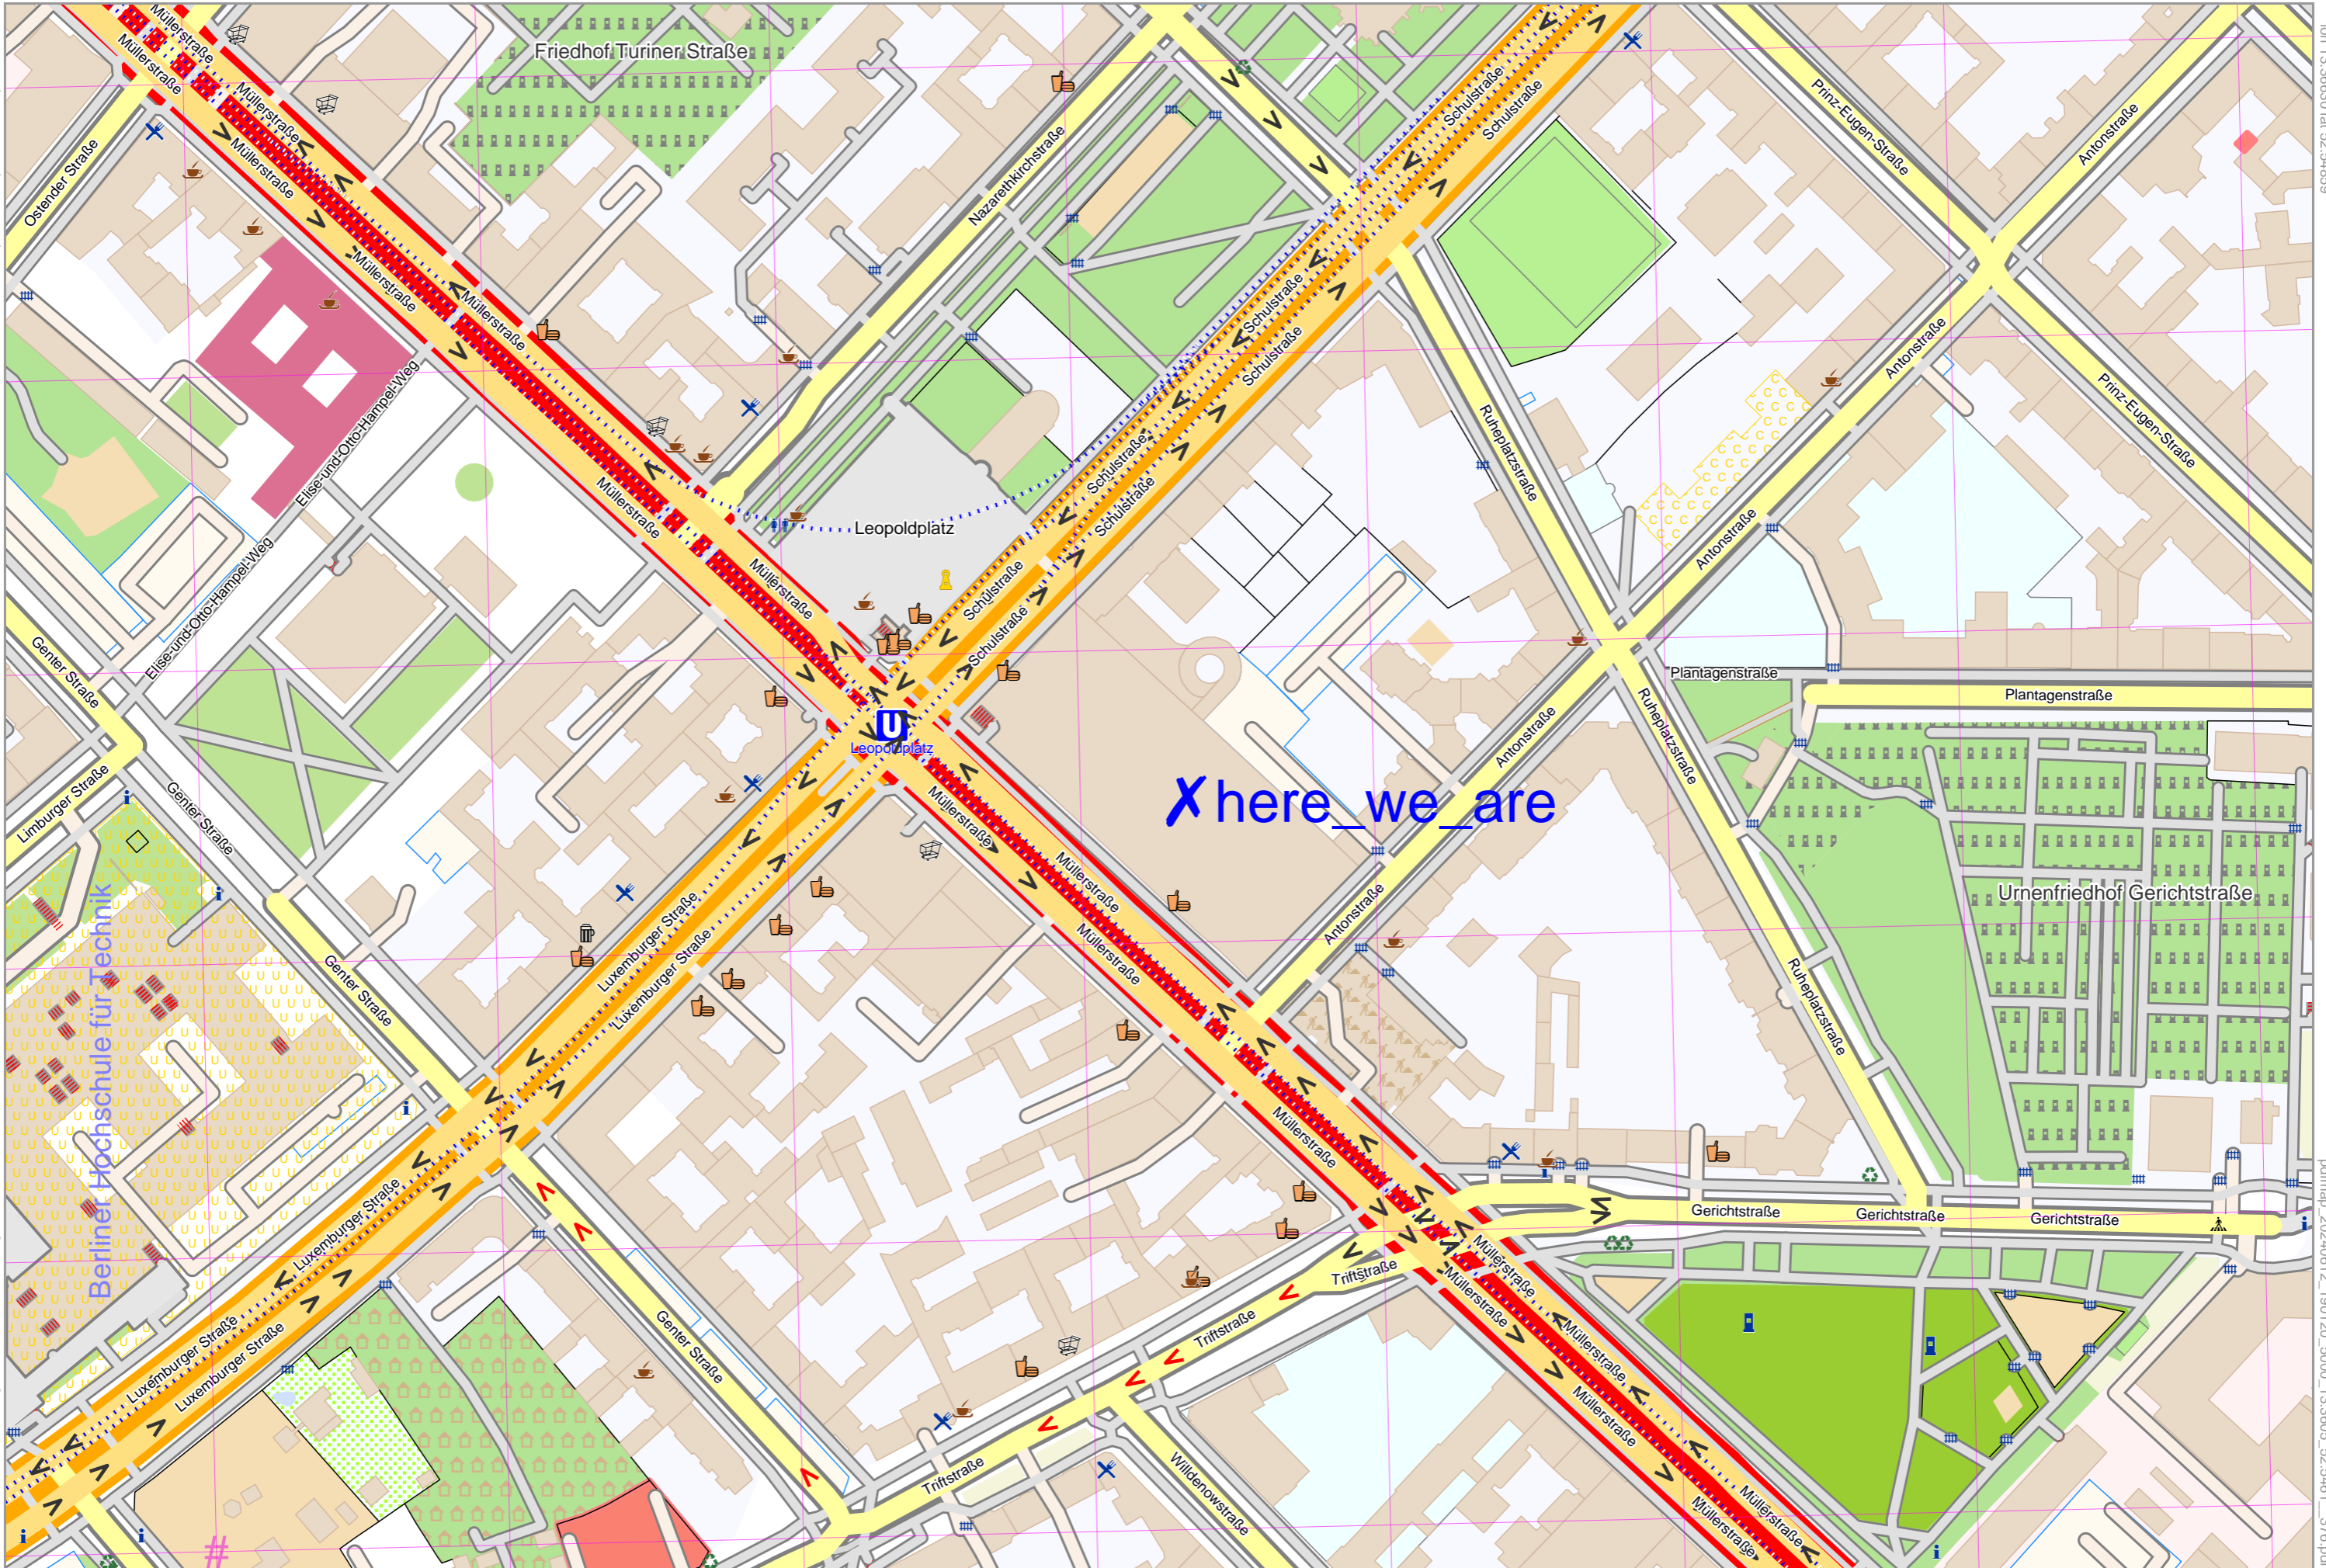 Müllerstraße
Müllerstraße
Friedhof Turiner Straße
Schulstraße
Schulstraße
Prinz-Eugen-Straße
Antonstraße
Müllerstraße
Müllerstraße
Ostender Straße
Nazarethkirchstraße
Müllerstraße
Müllerstraße
Schulstraße
Schulstraße
Antonstraße
Prinz-Eugen-Straße
Elise-und-Otto-Hampel-Weg
Ruheplatzstraße
Schulstraße
Schulstraße
Müllerstraße
Leopoldplatz
Antonstraße
Elise-und-Otto-Hampel-Weg
Müllerstraße
Schulstraße
Schulstraße
Genter Straße
Plantagenstraße
Plantagenstraße
U
Leopoldplatz
Ruheplatzstraße
Antonstraße
Limburger Straße
Genter Straße
✗here_we_are
Müllerstraße
Müllerstraße
Urnenfriedhof Gerichtstraße
Antonstraße
Luxemburger Straße
Luxemburger Straße
Müllerstraße
Berliner Hochschule für Technik
Genter Straße
Ruheplatzstraße
Müllerstraße
Gerichtstraße
Gerichtstraße
Gerichtstraße
Luxemburger Straße
Müllerstraße
Triftstraße
Müllerstraße
Triftstraße
Genter Straße
Luxemburger Straße
Luxemburger Straße
Müllerstraße
Müllerstraße
Triftstraße
Willdenowstraße
Müllerstraße
Müllerstraße
#